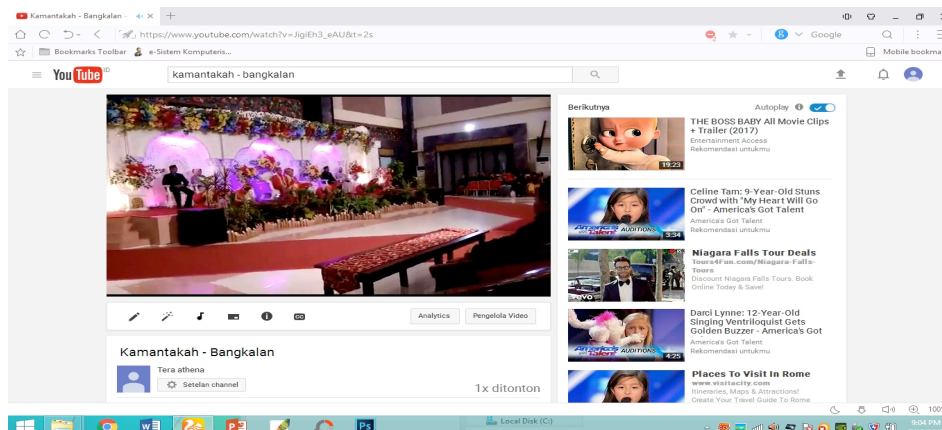 Kamantakah - Bangkalan -
https://www.youtube.com/watch?v=JigiEh3_eAU&t=2s
Google
Bookmarks Toolbar
e-Sistem Komputeris...
Mobile bookma
YouTube ID
kamantakah - bangkalan
Berikutnya
Autoplay
THE BOSS BABY All Movie Clips
+ Trailer (2017)
Entertainment Access
Rekomendasi untukmu
19:23
Celine Tam: 9-Year-Old Stuns
Crowd with "My Heart Will Go
On" - America's Got Talent
America's Got Talent
Rekomendasi untukmu
AUDITIONS
3:34
Niagara Falls Tour Deals
Tours4Fun.com/Niagara-Falls-
Tours
Discount Niagara Falls Tours. Book
Online Today & Save!
vevo
Darci Lynne: 12-Year-Old
Singing Ventriloquist Gets
Golden Buzzer - America's Got
America's Got Talent
Rekomendasi untukmu
AUDITIONS
4:25
Places To Visit In Rome
www.visitacity.com
Itineraries, Maps & Attractions!
Create Your Travel Guide To Rome
CC
Analytics
Pengelola Video
Kamantakah - Bangkalan
Tera athena
Setelan channel
1x ditonton
100
Local Disk (C:)
Ps
9:04 PM